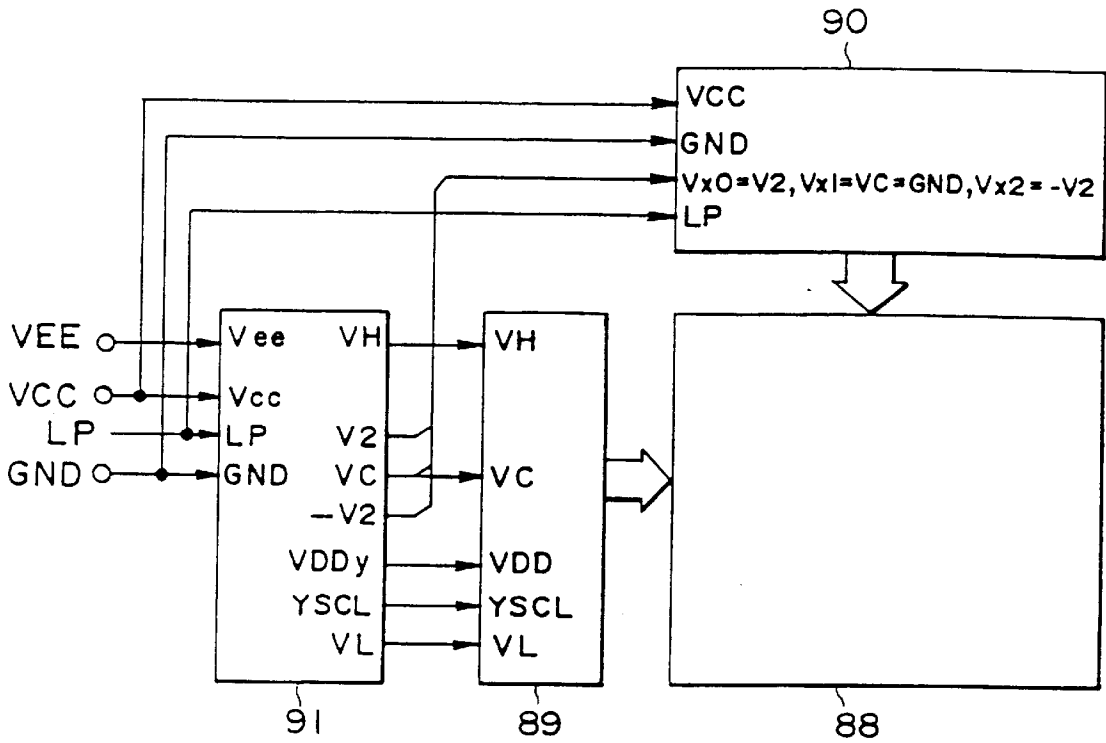 90
VCC
GND
Vx0=V2,Vx1=VC=GND,Vx2=-V2
LP
VEE
VCC
LP
GND
Vee
Vcc
LP
GND
VH
V2
VC
-V2
VDDy
YSCL
VL
VH
VC
VDD
YSCL
VL
91
89
88